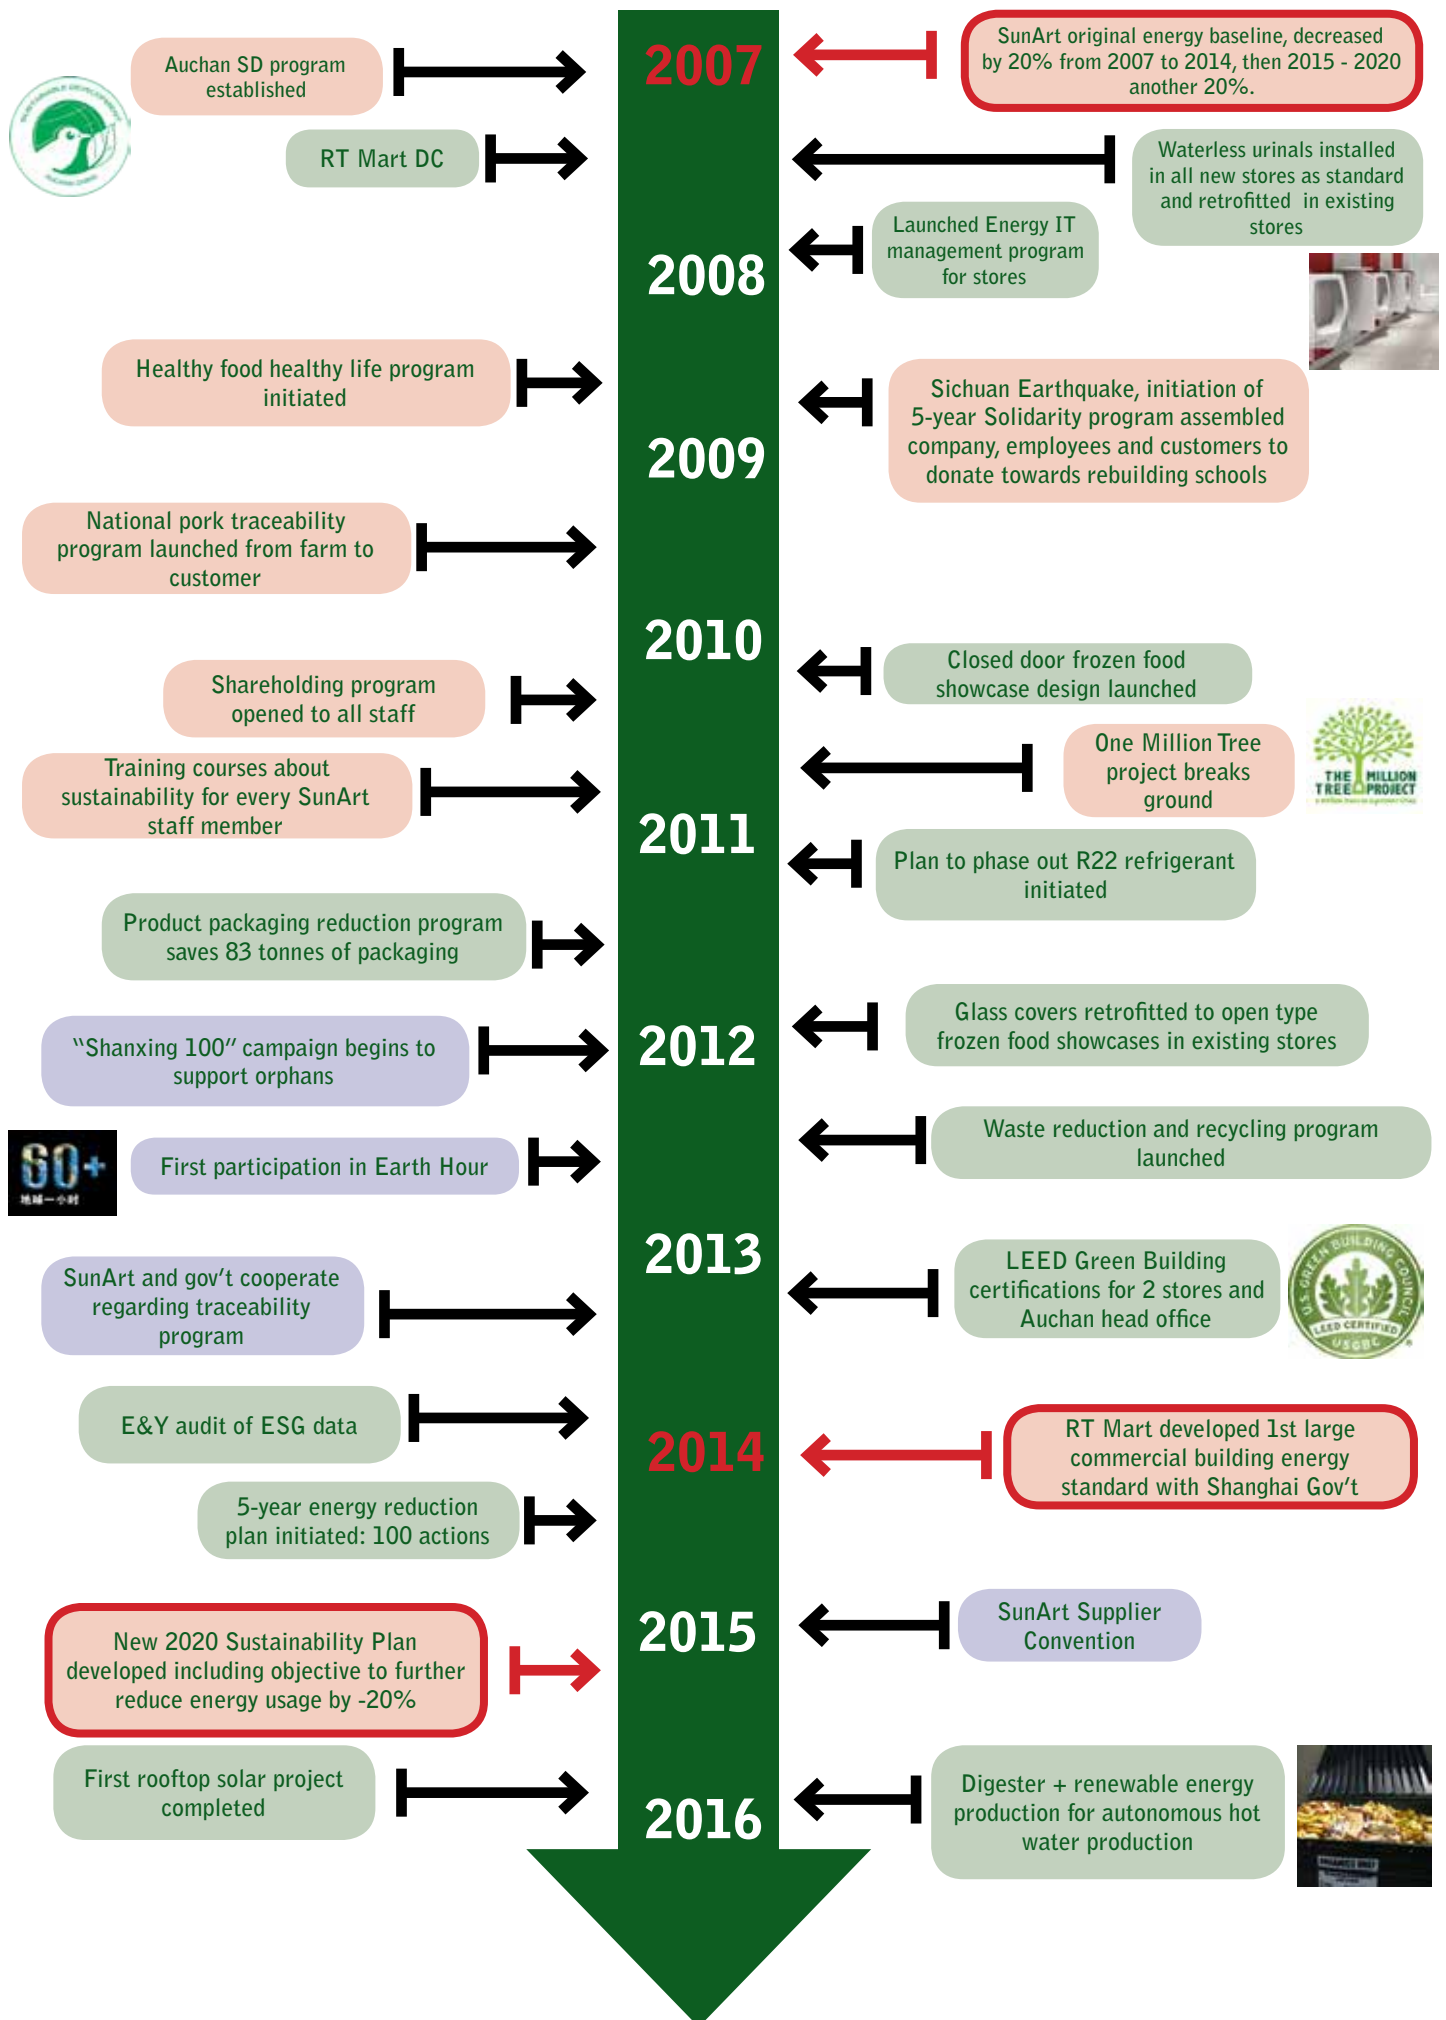 2007
Auchan SD program
established
SunArt original energy baseline, decreased
by 20% from 2007 to 2014, then 2015 - 2020
another 20%.
RT Mart DC
Waterless urinals installed
in all new stores as standard
and retrofitted in existing
stores
Launched Energy IT
management program
for stores
2008
Healthy food healthy life program
initiated
Sichuan Earthquake, initiation of
5-year Solidarity program assembled
company, employees and customers to
donate towards rebuilding schools
2009
National pork traceability
program launched from farm to
customer
2010
Closed door frozen food
showcase design launched
Shareholding program
opened to all staff
One Million Tree
project breaks
ground
THE MILLION
TREE PROJECT
Training courses about
sustainability for every SunArt
staff member
2011
Plan to phase out R22 refrigerant
initiated
Product packaging reduction program
saves 83 tonnes of packaging
Glass covers retrofitted to open type
frozen food showcases in existing stores
2012
“Shanxing 100” campaign begins to
support orphans
Waste reduction and recycling program
launched
60+
地球一小时
First participation in Earth Hour
2013
LEED Green Building
certifications for 2 stores and
Auchan head office
U.S. GREEN BUILDING COUNCIL
LEED CERTIFIED
USGBC
SunArt and gov’t cooperate
regarding traceability
program
E&Y audit of ESG data
2014
RT Mart developed 1st large
commercial building energy
standard with Shanghai Gov’t
5-year energy reduction
plan initiated: 100 actions
2015
SunArt Supplier
Convention
New 2020 Sustainability Plan
developed including objective to further
reduce energy usage by -20%
First rooftop solar project
completed
2016
Digester + renewable energy
production for autonomous hot
water production